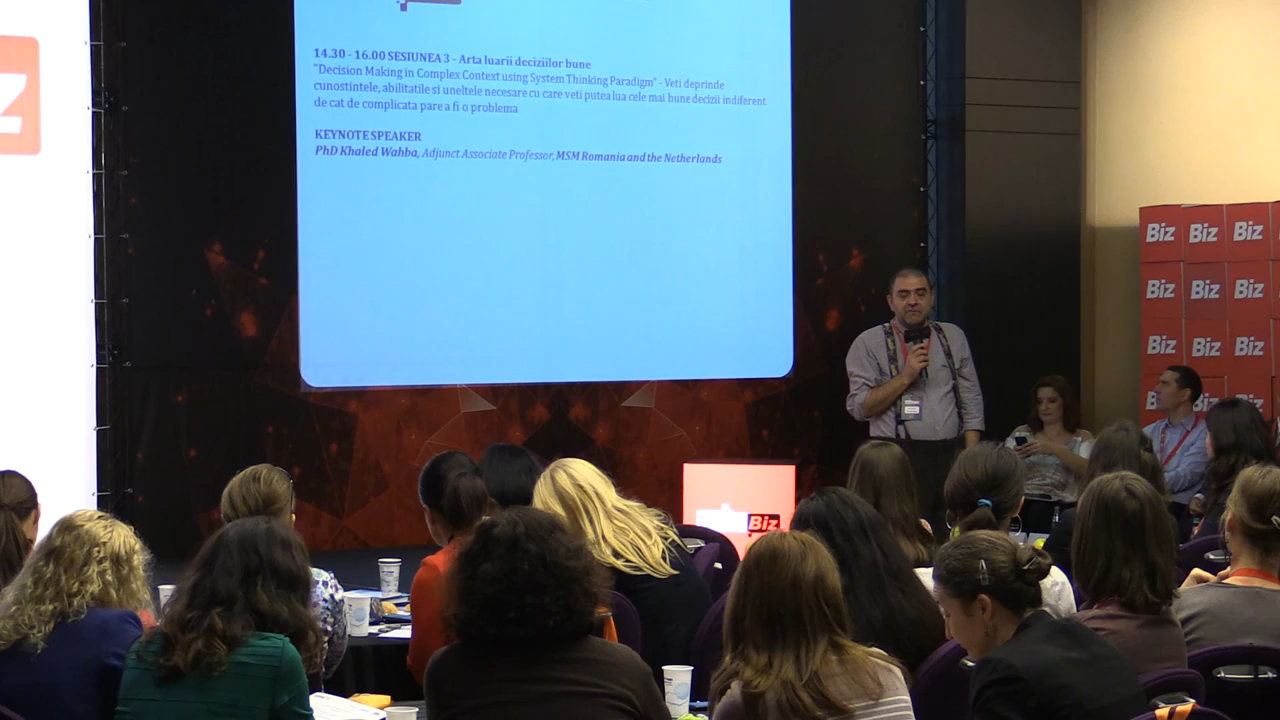 14.30 - 16.00 SESIUNEA 3 - Arta luarii deciziilor bune
"Decision Making in Complex Context using System Thinking Paradigm" - Veti deprinde
cunostintele, abilitatile si uneltele necesare cu care veti putea lua cele mai bune decizii indiferent
de cat de complicata pare a fi o problema
KEYNOTE SPEAKER
PhD Khaled Wahba, Adjunct Associate Professor, MSM Romania and the Netherlands
Biz Biz Biz
Biz Biz Biz
Biz Biz Biz
Biz